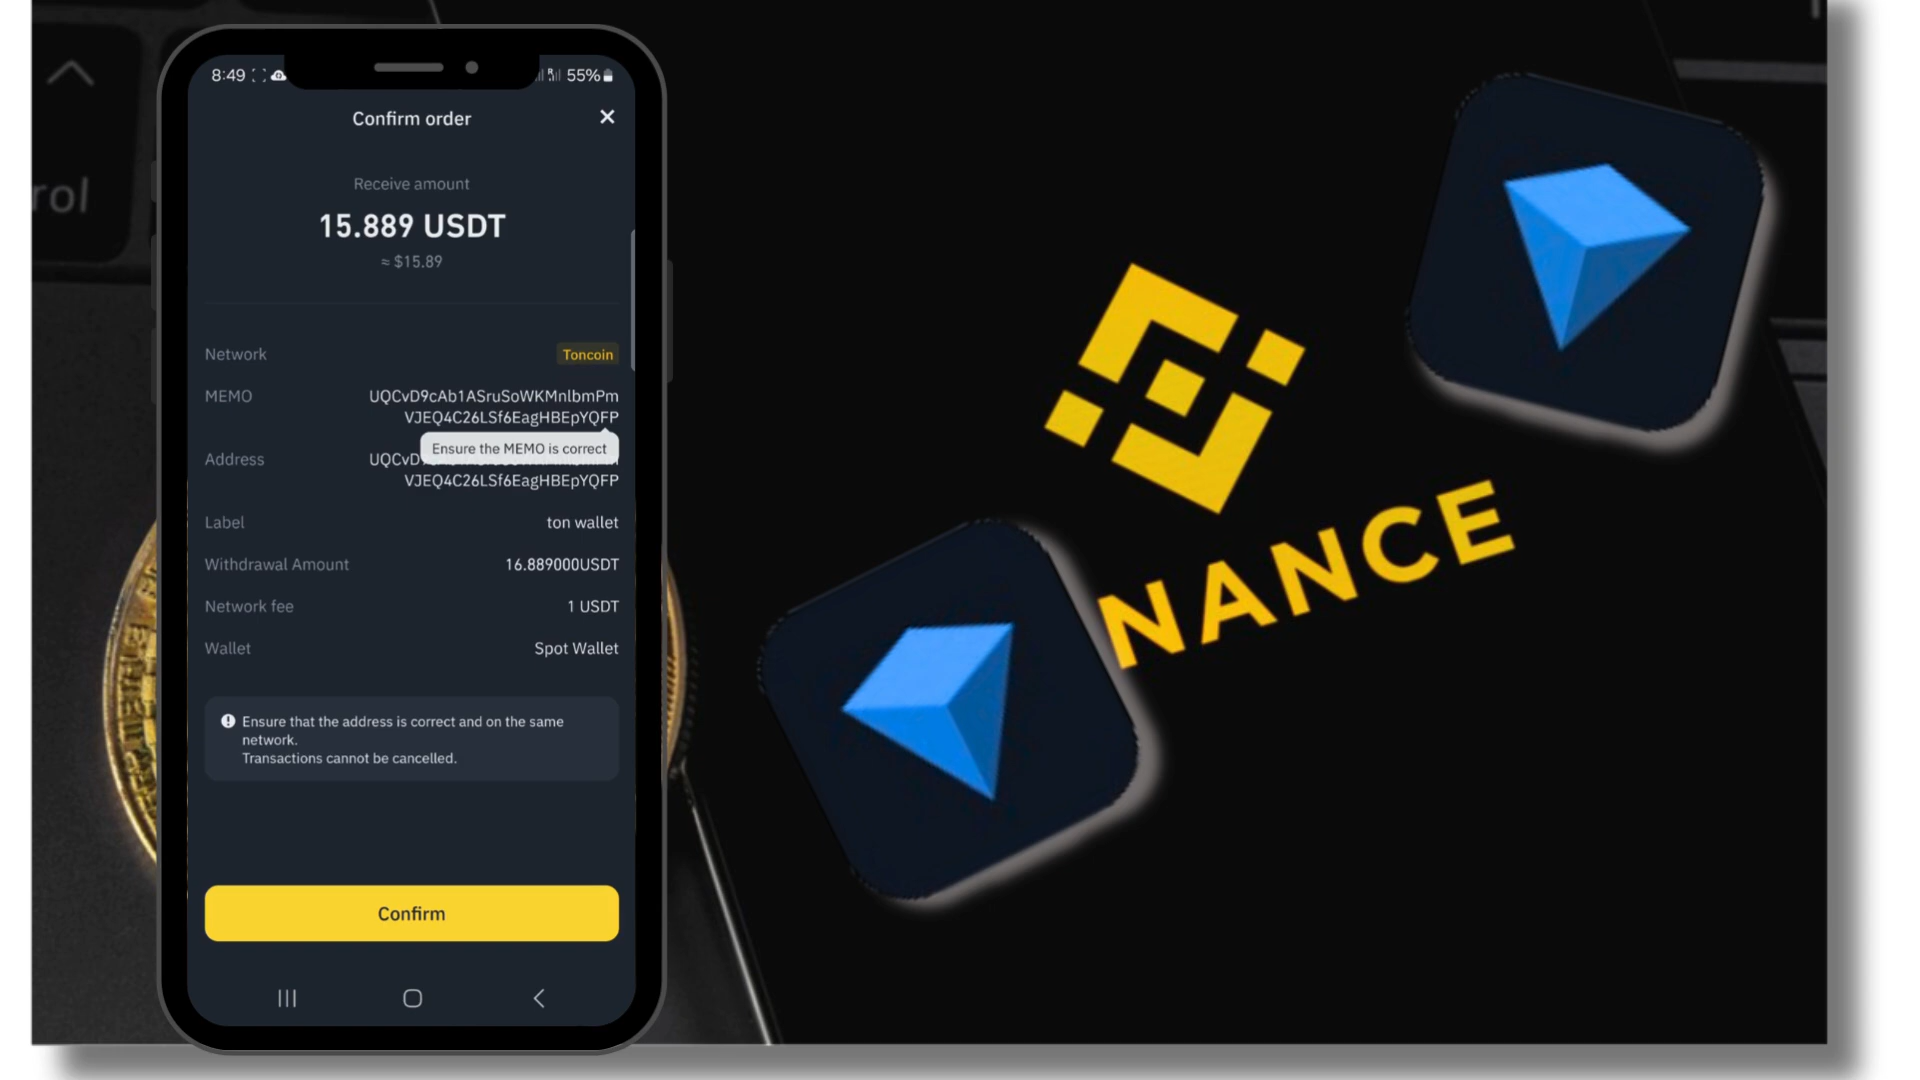 8:49
55%
Confirm order
Receive amount
15.889 USDT
≈ $15.89
Network
Toncoin
MEMO
UQCvD9cAb1ASruSoWKMnlbmPm
VJEQ4C26LSf6EagHBEpYQFP
Ensure the MEMO is correct
Address
VJEQ4C26LSf6EagHBEpYQFP
Label
ton wallet
Withdrawal Amount
16.889000USDT
Network fee
1 USDT
Wallet
Spot Wallet
Ensure that the address is correct and on the same
network.
Transactions cannot be cancelled.
Confirm
rol
NANCE